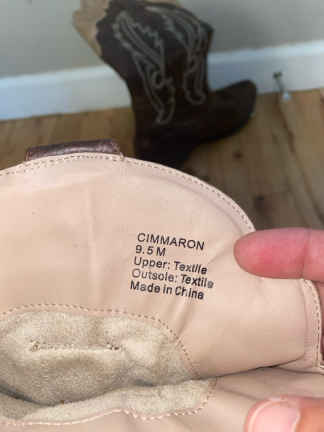 CIMMARON
9.5 M
Upper: Textile
Outsole: Textile
Made in China